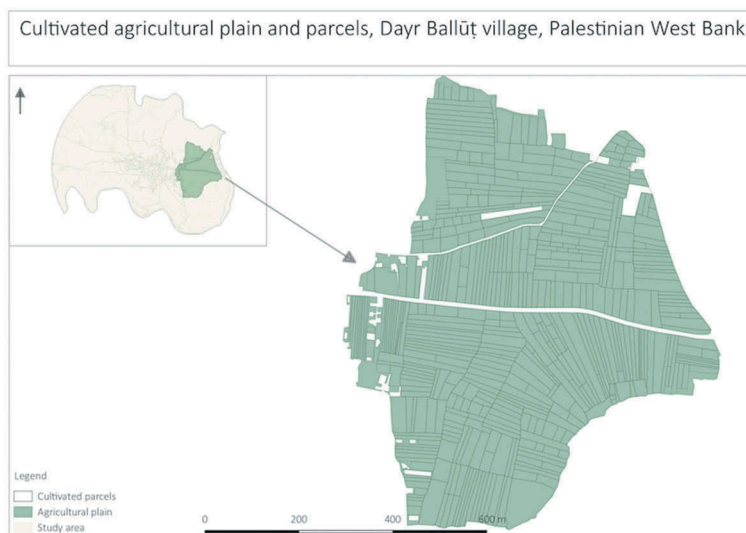 Cultivated agricultural plain and parcels, Dayr Ballūṭ village, Palestinian West Bank
Legend
Cultivated parcels
Agricultural plain
Study area
0 200 400 600 m